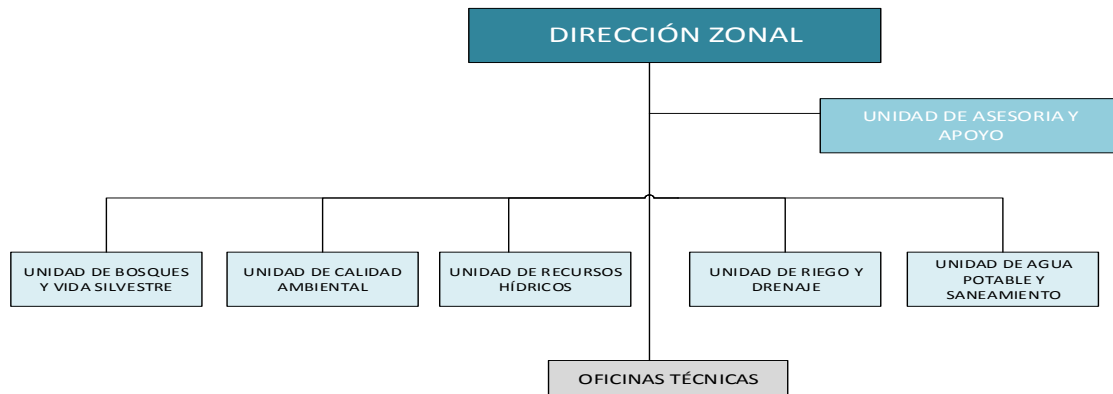 DIRECCIÓN ZONAL
UNIDAD DE ASESORIA Y
APOYO
UNIDAD DE BOSQUES
Y VIDA SILVESTRE
UNIDAD DE CALIDAD
AMBIENTAL
UNIDAD DE RECURSOS
HÍDRICOS
UNIDAD DE RIEGO Y
DRENAJE
UNIDAD DE AGUA
POTABLE Y
SANEAMIENTO
OFICINAS TÉCNICAS